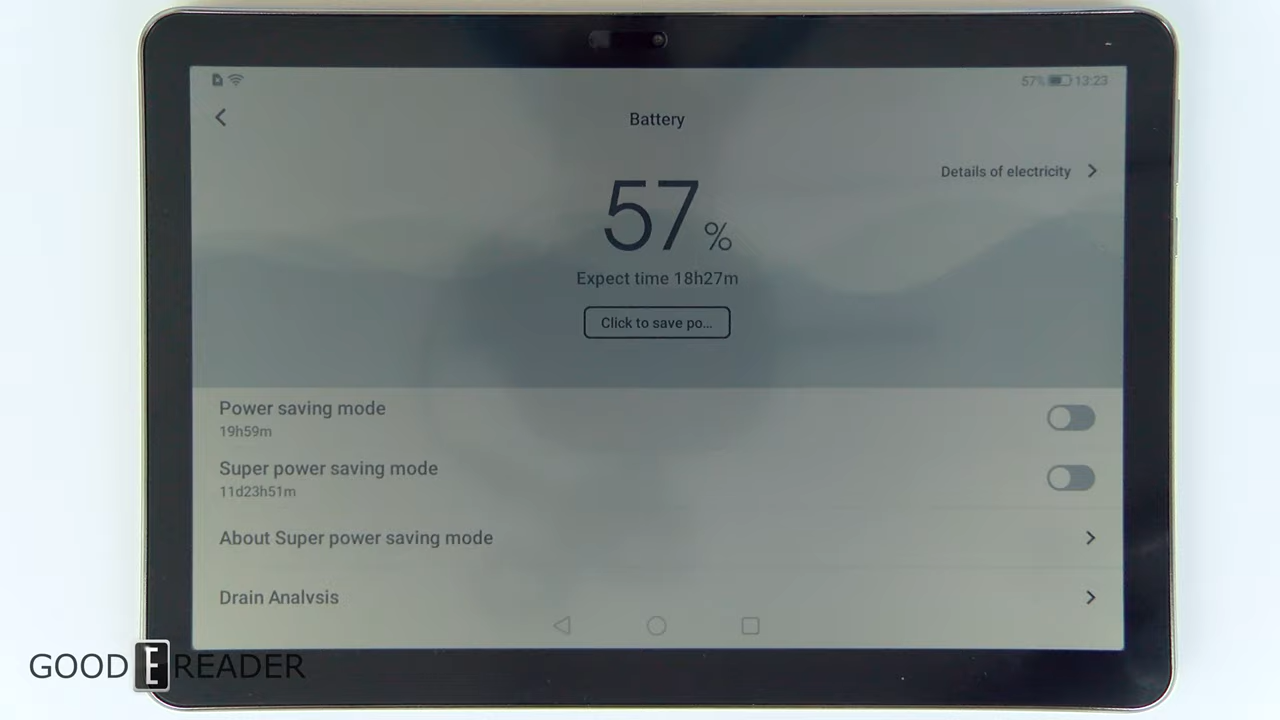 57% 13:23
Battery
Details of electricity
57 %
Expect time 18h27m
Click to save po...
Power saving mode
19h59m
Super power saving mode
11d23h51m
About Super power saving mode
Drain Analysis
GOOD E READER